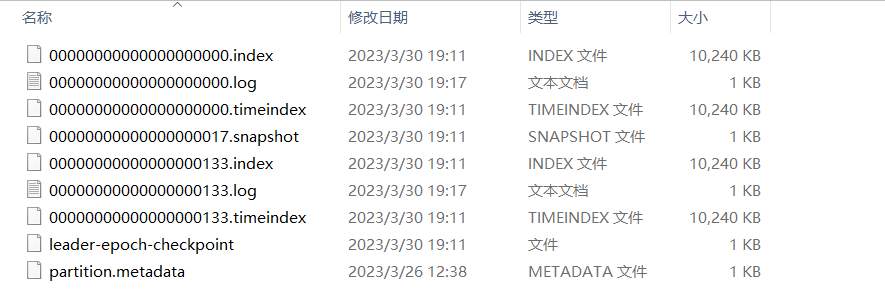 名称 修改日期 类型 大小
00000000000000000000.index 2023/3/30 19:11 INDEX 文件 10,240 KB
00000000000000000000.log 2023/3/30 19:17 文本文档 1 KB
00000000000000000000.timeindex 2023/3/30 19:11 TIMEINDEX 文件 10,240 KB
00000000000000000017.snapshot 2023/3/30 19:11 SNAPSHOT 文件 1 KB
00000000000000000133.index 2023/3/30 19:11 INDEX 文件 10,240 KB
00000000000000000133.log 2023/3/30 19:17 文本文档 1 KB
00000000000000000133.timeindex 2023/3/30 19:11 TIMEINDEX 文件 10,240 KB
leader-epoch-checkpoint 2023/3/30 19:11 文件 1 KB
partition.metadata 2023/3/26 12:38 METADATA 文件 1 KB